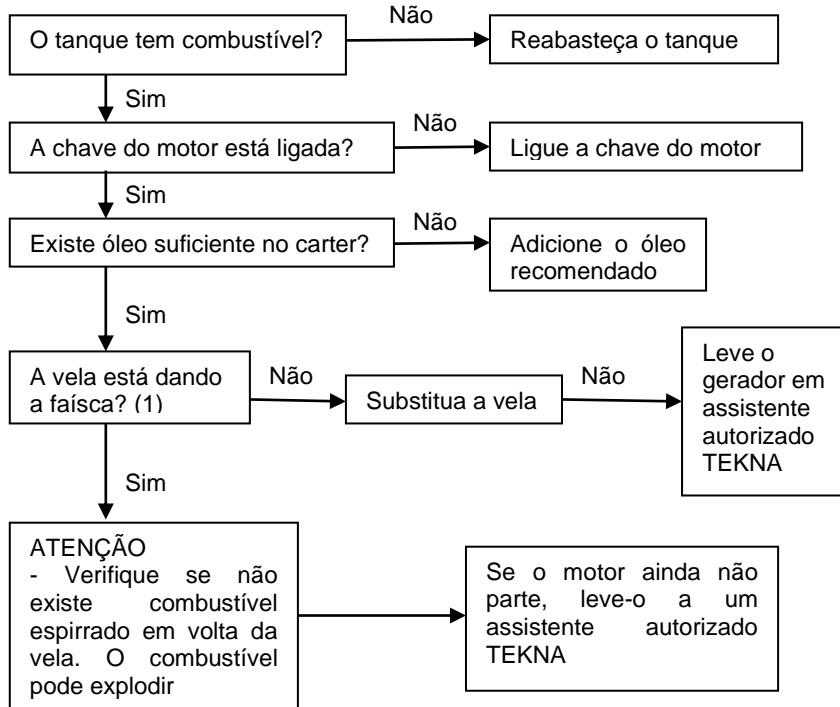 O tanque tem combustível?
Não
Reabasteça o tanque
Sim
A chave do motor está ligada?
Não
Ligue a chave do motor
Sim
Existe óleo suficiente no carter?
Não
Adicione o óleo
recomendado
Sim
A vela está dando
a faísca? (1)
Não
Substitua a vela
Não
Leve o
gerador em
assistente
autorizado
TEKNA
Sim
ATENÇÃO
- Verifique se não
existe combustível
espirrado em volta da
vela. O combustível
pode explodir
Se o motor ainda não
parte, leve-o a um
assistente autorizado
TEKNA